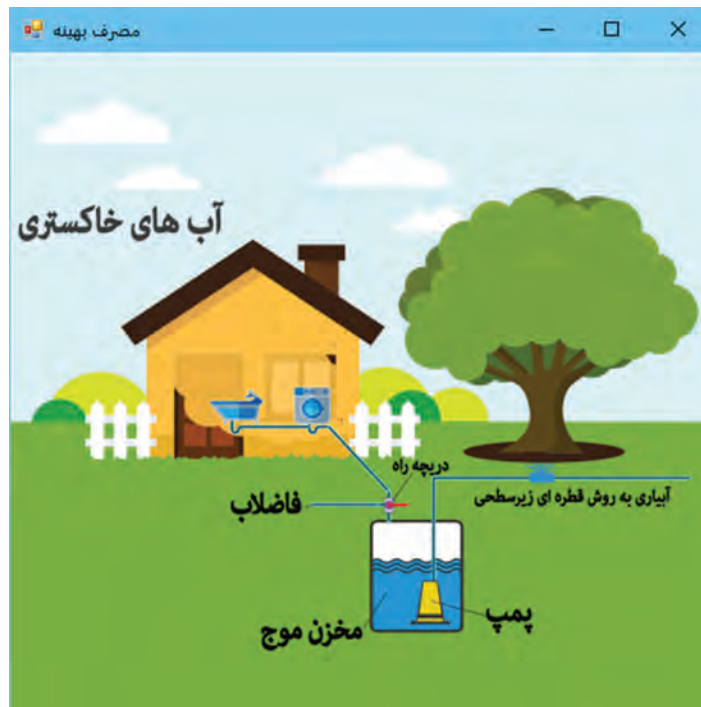 مصرف بهینه
آب های خاکستری
دریچه راه
فاضلاب
آبیاری به روش قطره ای زیرسطحی
پمپ
مخزن موج